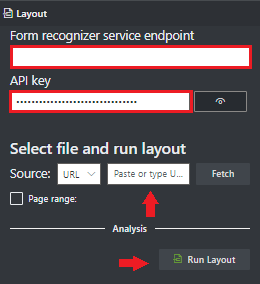 Layout
Form recognizer service endpoint
API key
Select file and run layout
Source: URL Paste or type U... Fetch
Page range:
Analysis
Run Layout